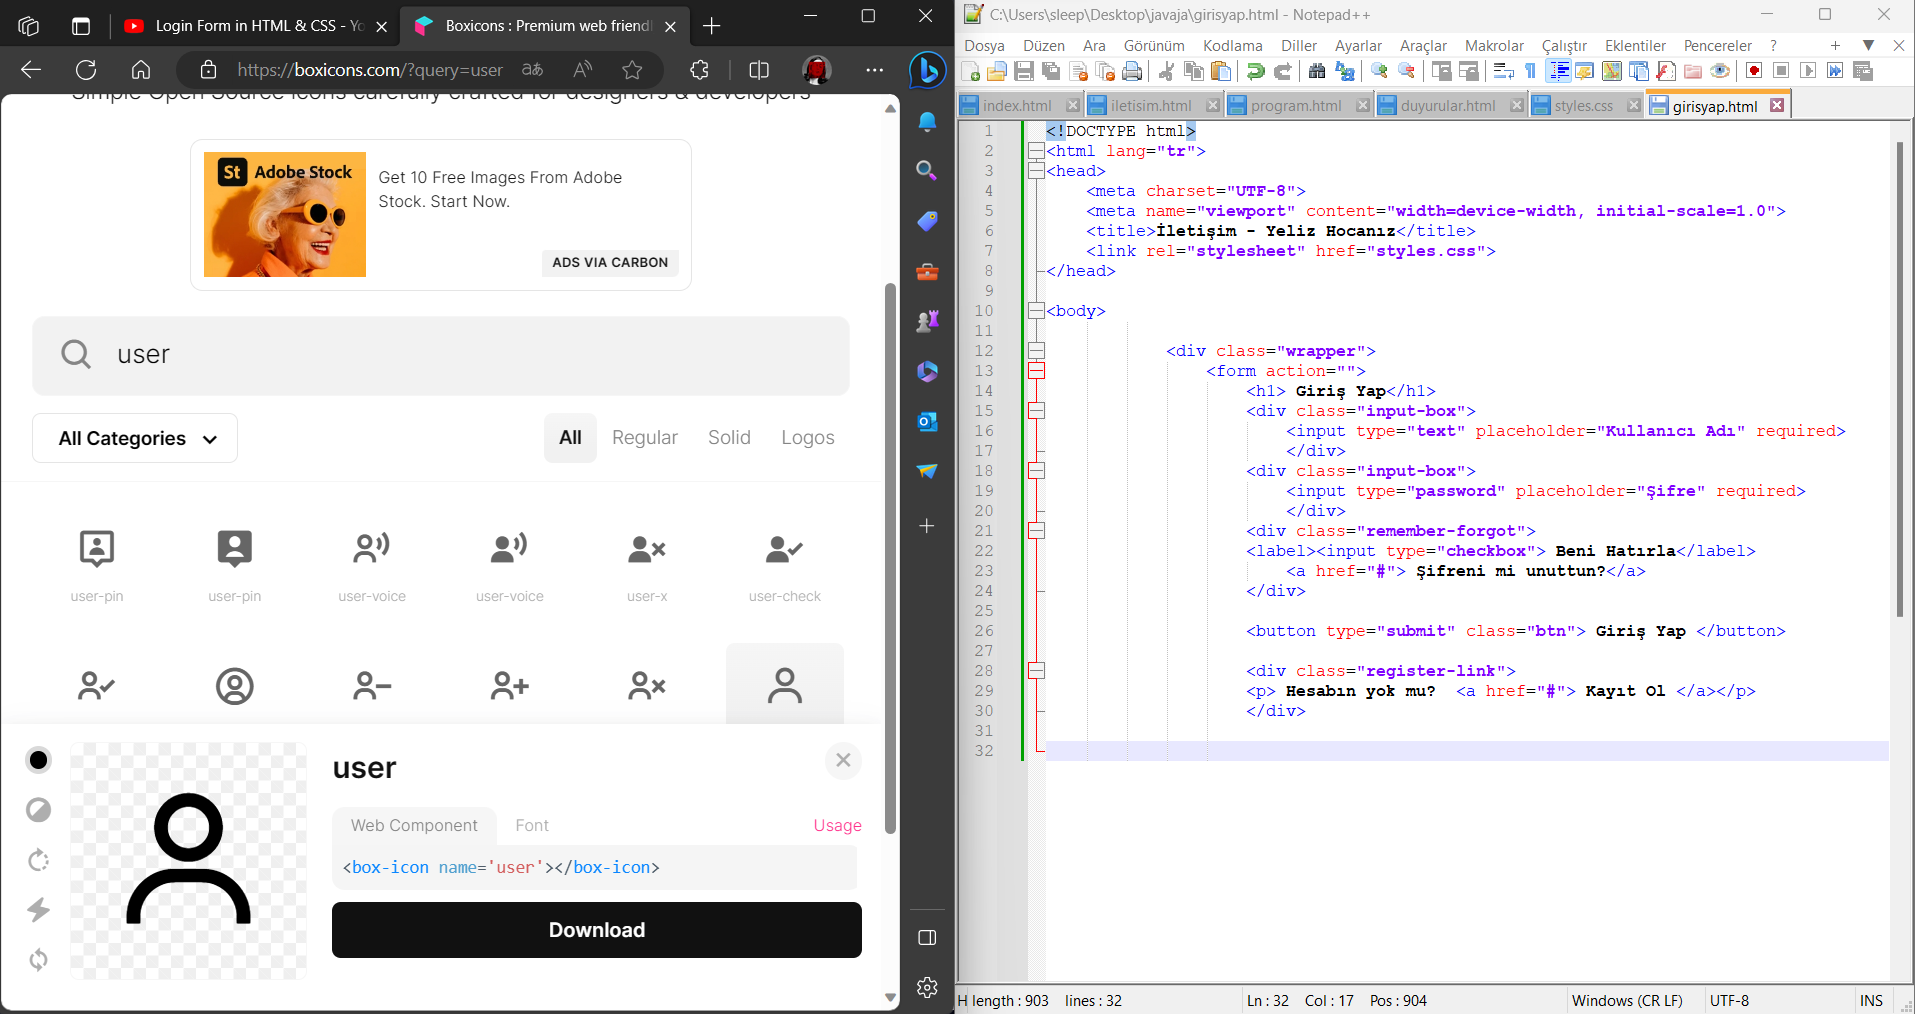 Login Form in HTML & CSS - Yo
Boxicons : Premium web friendl
https://boxicons.com/?query=user
Simple Open Source icons carefully crafted for designers & developers
St Adobe Stock
Get 10 Free Images From Adobe
Stock. Start Now.
ADS VIA CARBON
user
All Categories
All Regular Solid Logos
user-pin user-pin user-voice user-voice user-x user-check
user
Web Component Font Usage
<box-icon name='user'></box-icon>
Download
C:\Users\sleep\Desktop\javaja\girisyap.html - Notepad++
Dosya Düzen Ara Görünüm Kodlama Diller Ayarlar Araçlar Makrolar Çalıştır Eklentiler Pencereler ?
index.html iletisim.html program.html duyurular.html styles.css girisyap.html
1 <!DOCTYPE html>
2 <html lang="tr">
3 <head>
4 <meta charset="UTF-8">
5 <meta name="viewport" content="width=device-width, initial-scale=1.0">
6 <title>İletişim - Yeliz Hocanız</title>
7 <link rel="stylesheet" href="styles.css">
8 </head>
9
10 <body>
11
12 <div class="wrapper">
13 <form action="">
14 <h1> Giriş Yap</h1>
15 <div class="input-box">
16 <input type="text" placeholder="Kullanıcı Adı" required>
17 </div>
18 <div class="input-box">
19 <input type="password" placeholder="Şifre" required>
20 </div>
21 <div class="remember-forgot">
22 <label><input type="checkbox"> Beni Hatırla</label>
23 <a href="#"> Şifreni mi unuttun?</a>
24 </div>
25
26 <button type="submit" class="btn"> Giriş Yap </button>
27
28 <div class="register-link">
29 <p> Hesabın yok mu? <a href="#"> Kayıt Ol </a></p>
30 </div>
31
32
H length : 903 lines : 32 Ln : 32 Col : 17 Pos : 904 Windows (CR LF) UTF-8 INS